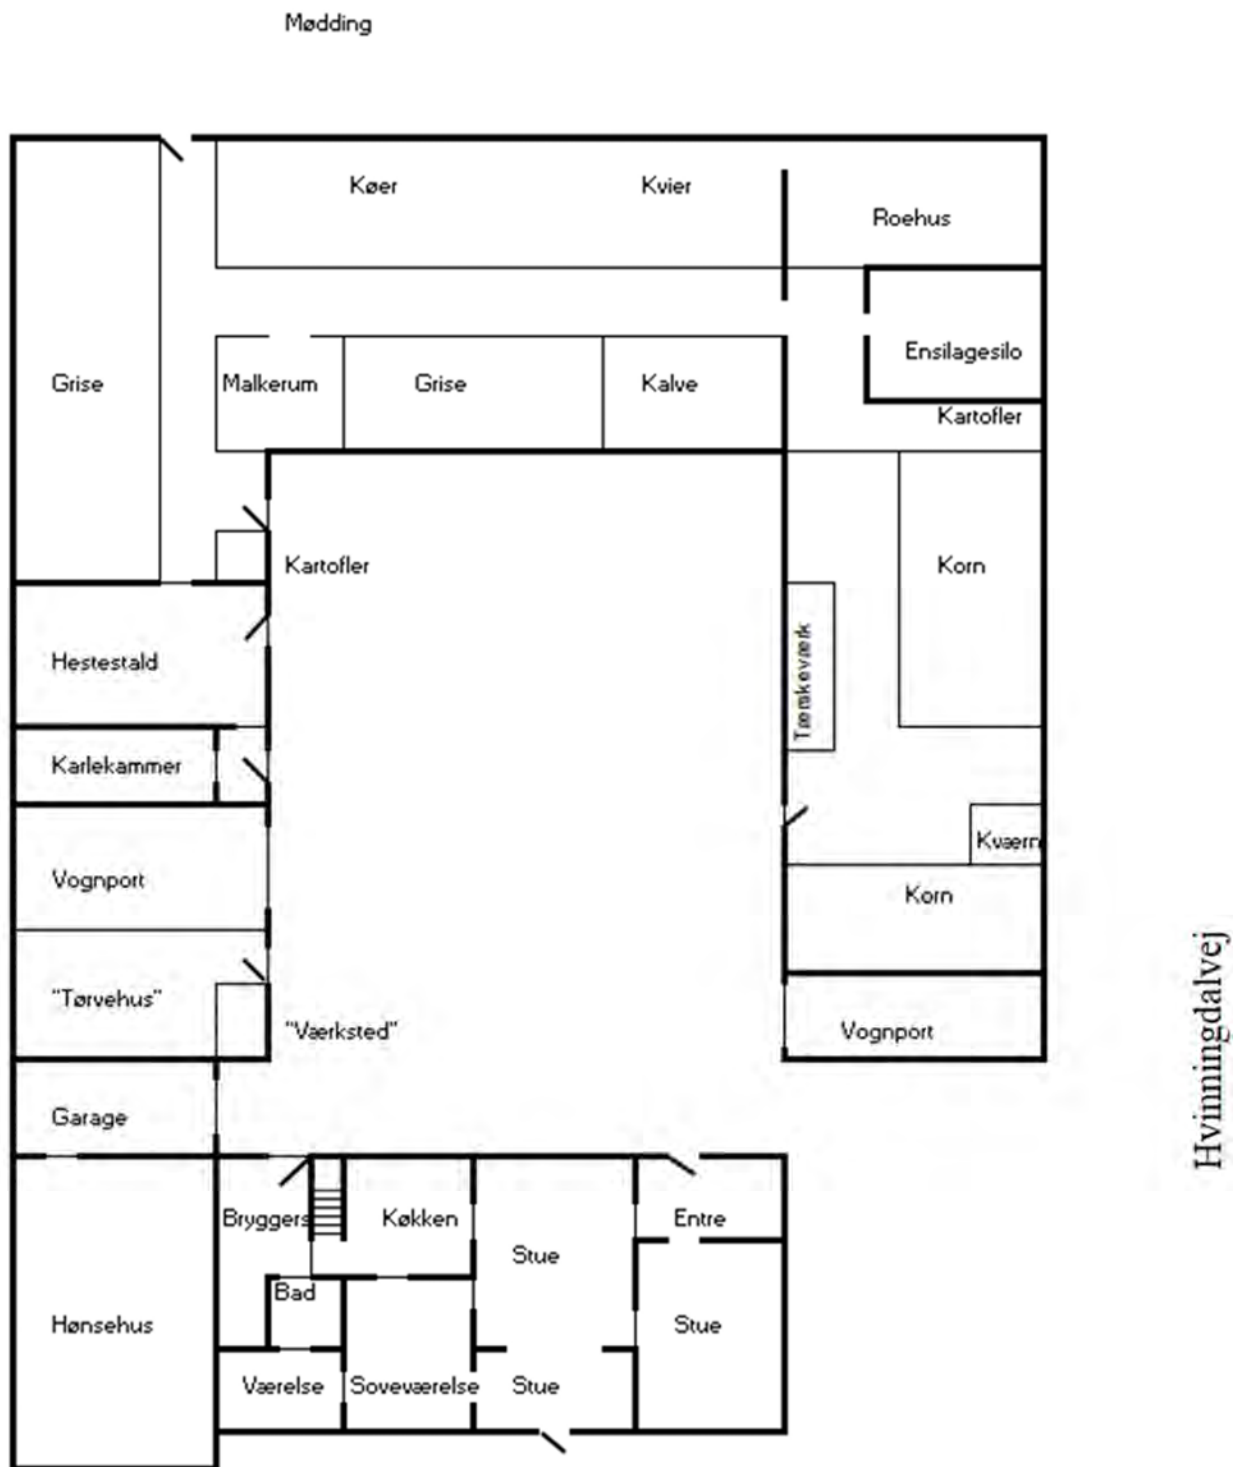 Mødding
Køer
Kvier
Roehus
Ensilagesilo
Grise
Malkerum
Grise
Kalve
Kartofler
Kartofler
Korn
Tærskeværk
Hestestald
Karlekammer
Kværn
Vognport
Korn
"Tørvehus"
"Værksted"
Vognport
Hvinningdalvej
Garage
Bryggers
Køkken
Entre
Stue
Bad
Hønsehus
Stue
Værelse
Soveværelse
Stue